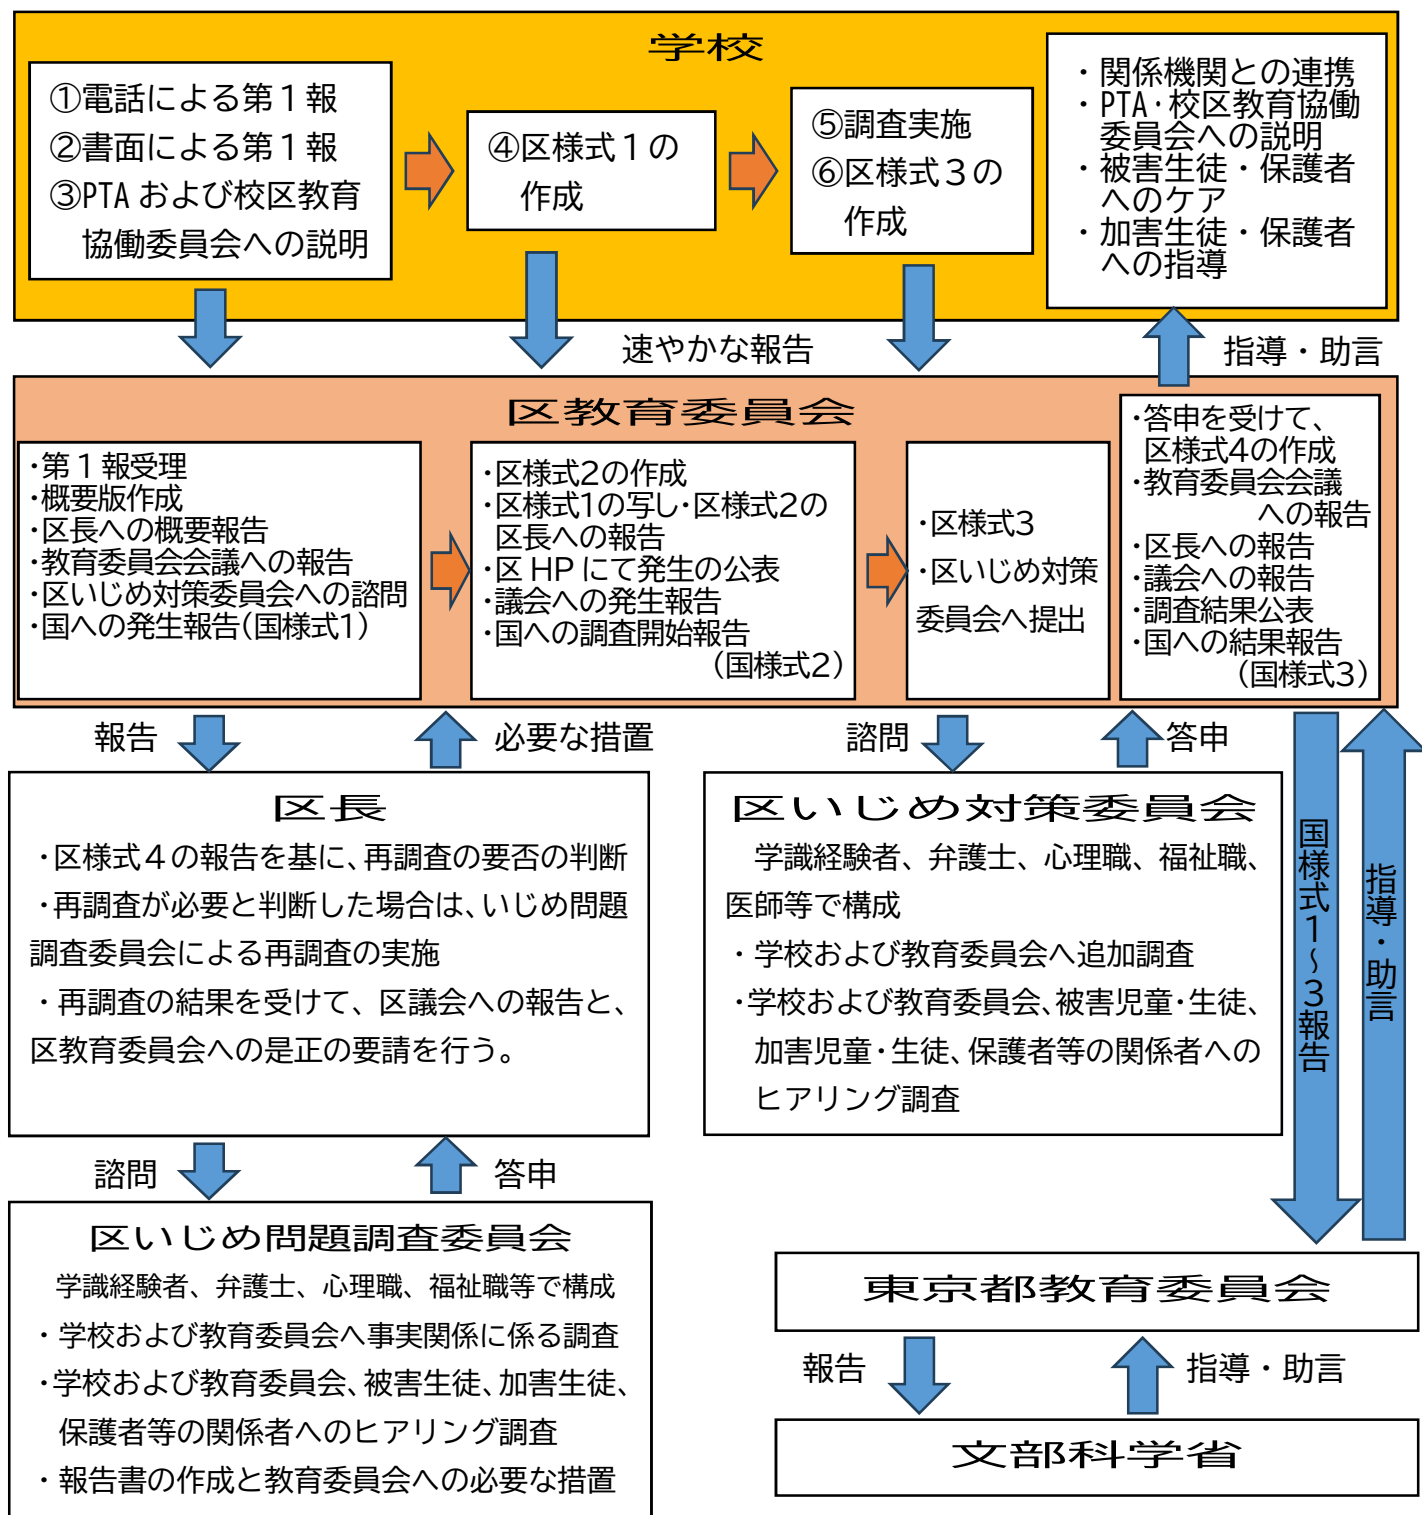 学校
①電話による第１報
②書面による第１報
③PTA および校区教育
協働委員会への説明
④区様式１の
作成
⑤調査実施
⑥区様式３の
作成
・関係機関との連携
・PTA・校区教育協働
委員会への説明
・被害生徒・保護者
へのケア
・加害生徒・保護者
への指導
速やかな報告
指導・助言
区教育委員会
・第１報受理
・概要版作成
・区長への概要報告
・教育委員会会議への報告
・区いじめ対策委員会への諮問
・国への発生報告（国様式1）
・区様式2の作成
・区様式1の写し・区様式2の
区長への報告
・区 HP にて発生の公表
・議会への発生報告
・国への調査開始報告
（国様式2）
・区様式3
・区いじめ対策
委員会へ提出
・答申を受けて、
区様式4の作成
・教育委員会会議
への報告
・区長への報告
・議会への報告
・調査結果公表
・国への結果報告
（国様式3）
報告
必要な措置
諮問
答申
区長
・区様式４の報告を基に、再調査の要否の判断
・再調査が必要と判断した場合は、いじめ問題
調査委員会による再調査の実施
・再調査の結果を受けて、区議会への報告と、
区教育委員会への是正の要請を行う。
区いじめ対策委員会
学識経験者、弁護士、心理職、福祉職、
医師等で構成
・学校および教育委員会へ追加調査
・学校および教育委員会、被害児童・生徒、
加害児童・生徒、保護者等の関係者への
ヒアリング調査
国様式１～３報告
指導・助言
諮問
答申
区いじめ問題調査委員会
学識経験者、弁護士、心理職、福祉職等で構成
・学校および教育委員会へ事実関係に係る調査
・学校および教育委員会、被害生徒、加害生徒、
保護者等の関係者へのヒアリング調査
・報告書の作成と教育委員会への必要な措置
東京都教育委員会
報告
指導・助言
文部科学省